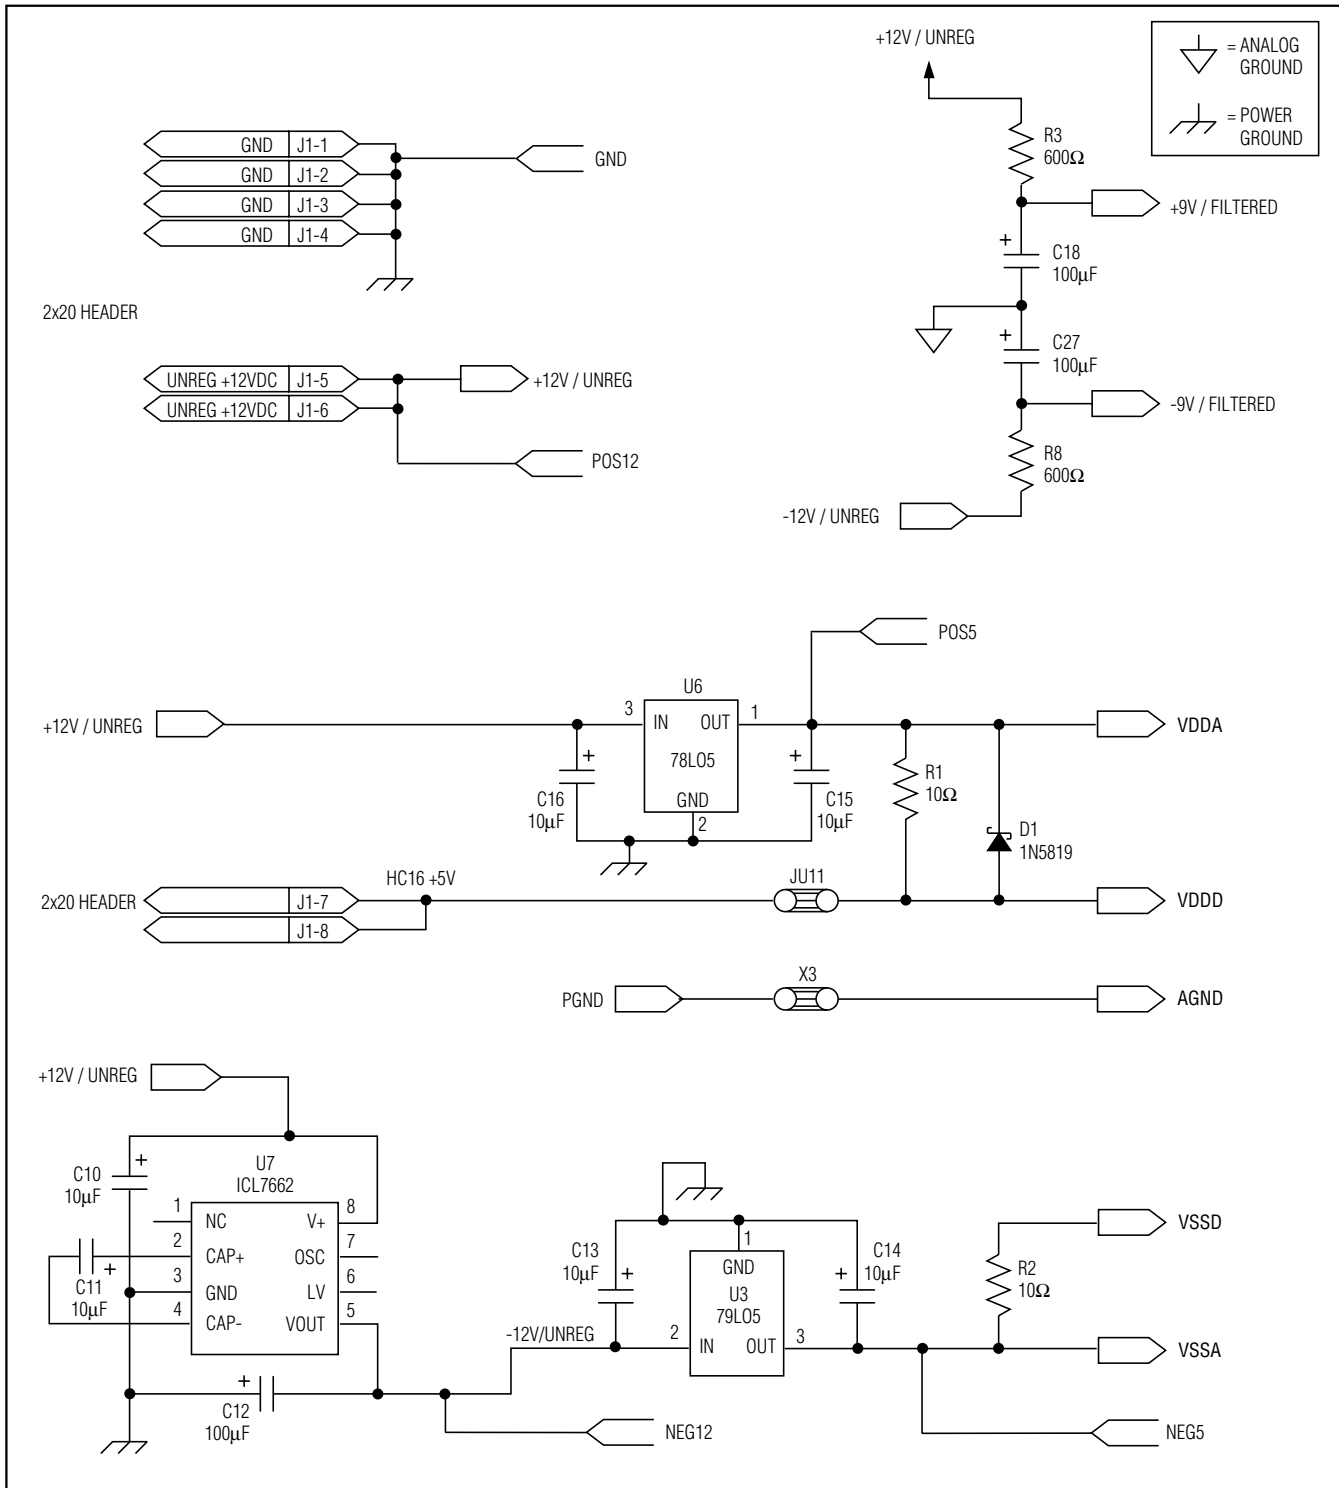 +12V / UNREG
= ANALOG
GROUND
= POWER
GROUND
GND J1-1
GND J1-2
GND J1-3
GND J1-4
GND
2x20 HEADER
R3
600Ω
+9V / FILTERED
+
C18
100µF
+
C27
100µF
-9V / FILTERED
R8
600Ω
-12V / UNREG
UNREG +12VDC J1-5
UNREG +12VDC J1-6
+12V / UNREG
POS12
POS5
+12V / UNREG
U6
3 IN OUT 1
78LO5
GND
2
+
C16
10µF
+
C15
10µF
R1
10Ω
D1
1N5819
VDDA
HC16 +5V
2x20 HEADER
J1-7
J1-8
JU11
VDDD
PGND
X3
AGND
+12V / UNREG
C10
10µF
+
U7
ICL7662
1 NC V+ 8
2 CAP+ OSC 7
3 GND LV 6
4 CAP- VOUT 5
C11
10µF
+
+
C12
100µF
-12V/UNREG
NEG12
C13
10µF
+
1
GND
U3
79LO5
2 IN OUT 3
C14
10µF
+
R2
10Ω
VSSD
VSSA
NEG5